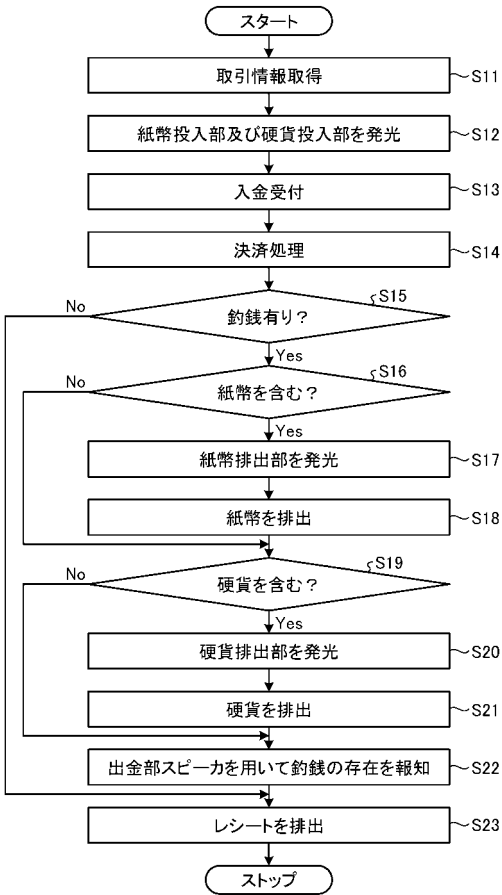 スタート
取引情報取得
S11
紙幣投入部及び硬貨投入部を発光
S12
入金受付
S13
決済処理
S14
釣銭有り?
S15
No
Yes
紙幣を含む?
S16
No
Yes
紙幣排出部を発光
S17
紙幣を排出
S18
硬貨を含む?
S19
No
Yes
硬貨排出部を発光
S20
硬貨を排出
S21
出金部スピーカを用いて釣銭の存在を報知
S22
レシートを排出
S23
ストップ